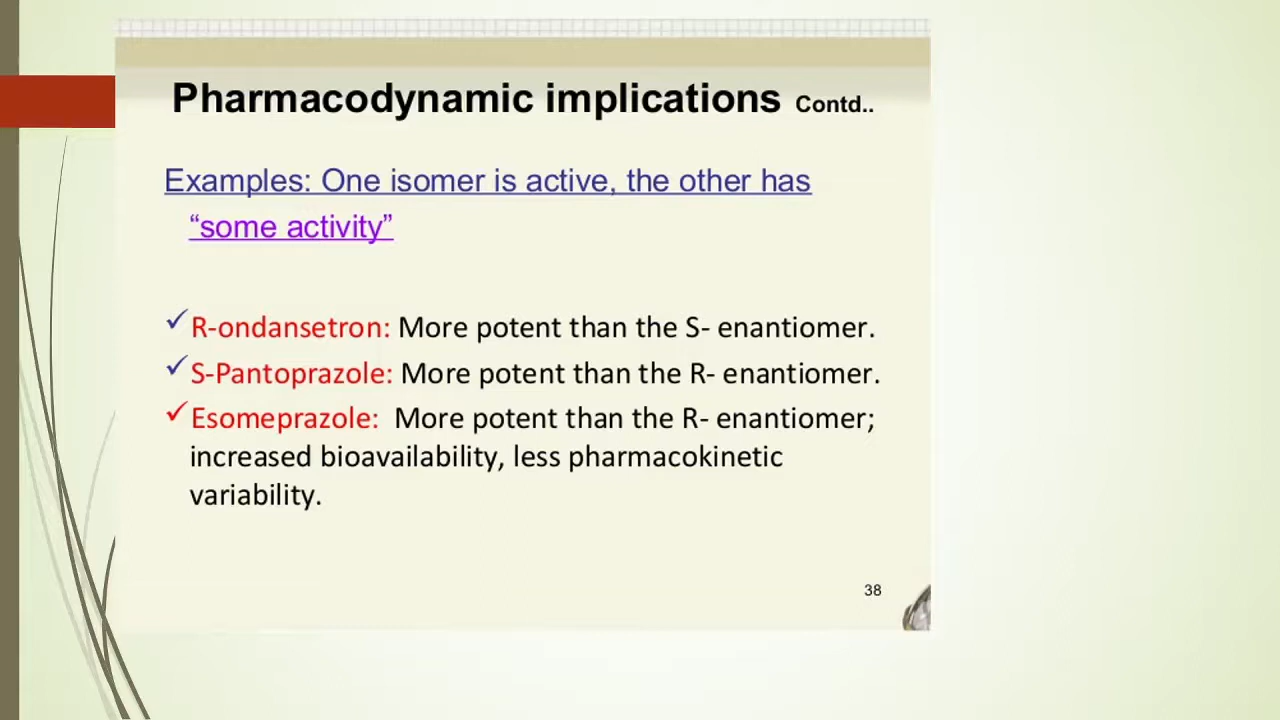 Pharmacodynamic implications Contd..
Examples: One isomer is active, the other has
“some activity”
✓R-ondansetron: More potent than the S- enantiomer.
✓S-Pantoprazole: More potent than the R- enantiomer.
✓Esomeprazole: More potent than the R- enantiomer;
increased bioavailability, less pharmacokinetic
variability.
38